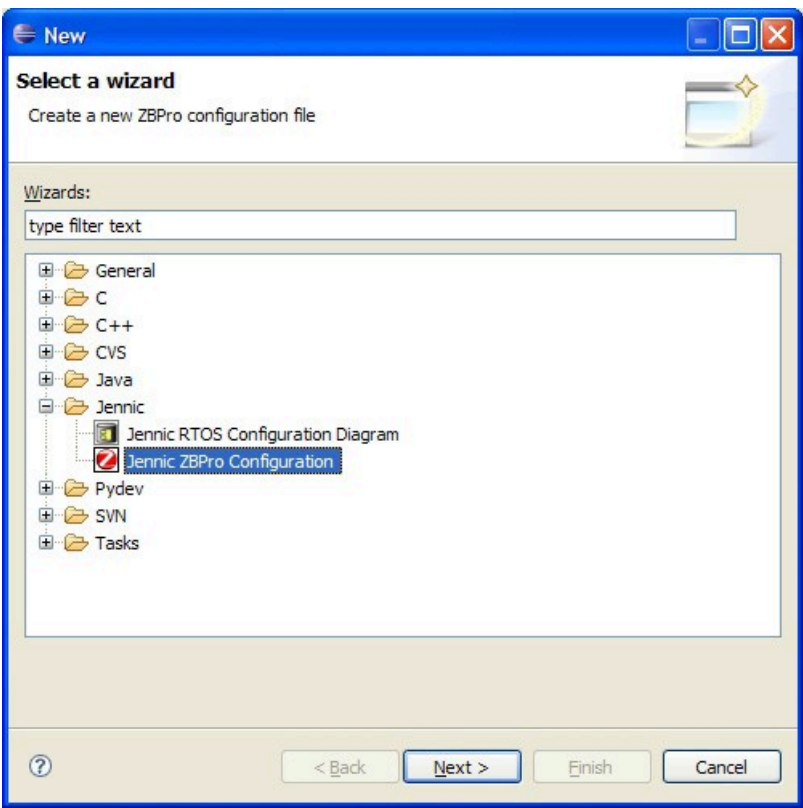 New
Select a wizard
Create a new ZBPro configuration file
Wizards:
type filter text
General
C
C++
CVS
Java
Jennic
Jennic RTOS Configuration Diagram
Jennic ZBPro Configuration
Pydev
SVN
Tasks
< Back Next > Finish Cancel